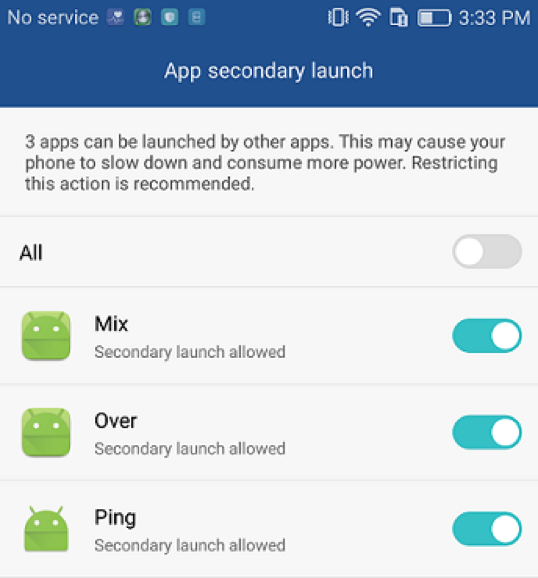 No service 3:33 PM
App secondary launch
3 apps can be launched by other apps. This may cause your
phone to slow down and consume more power. Restricting
this action is recommended.
All
Mix
Secondary launch allowed
Over
Secondary launch allowed
Ping
Secondary launch allowed